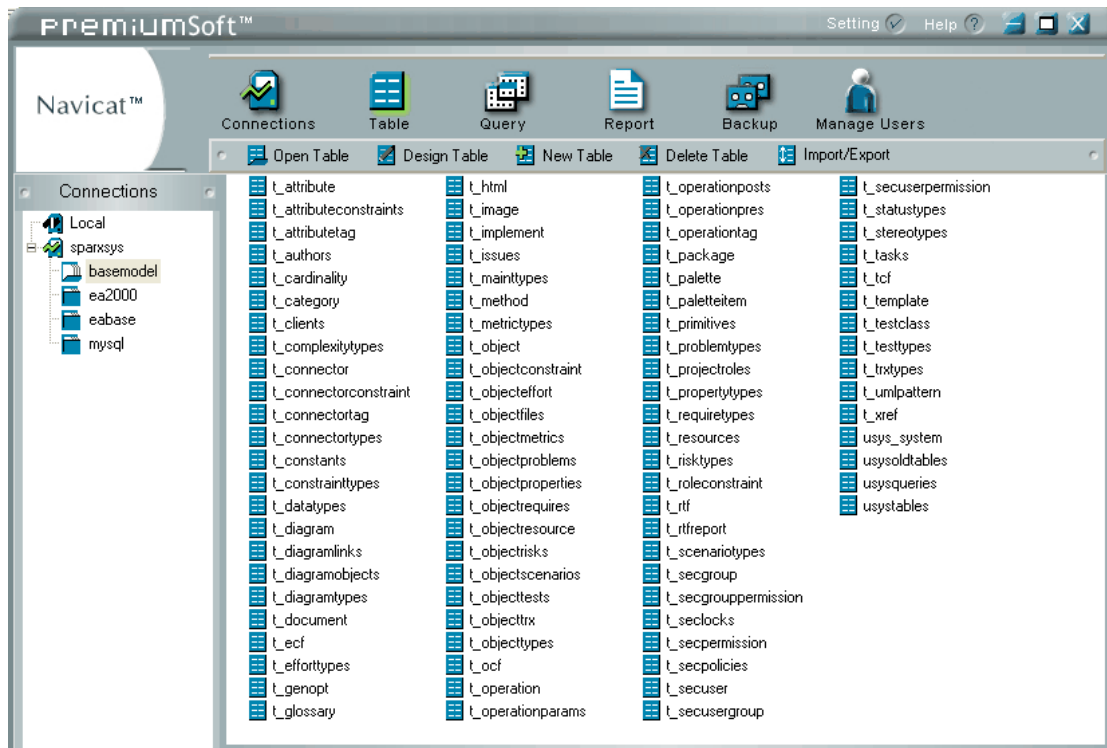 PremiumSoft™
Setting
Help
Navicat™
Connections
Table
Query
Report
Backup
Manage Users
Open Table
Design Table
New Table
Delete Table
Import/Export
Connections
Local
sparxsys
basemodel
ea2000
eabase
mysql
t_attribute
t_attributeconstraints
t_attributetag
t_authors
t_cardinality
t_category
t_clients
t_complexitytypes
t_connector
t_connectorconstraint
t_connectortag
t_connectortypes
t_constants
t_constrainttypes
t_datatypes
t_diagram
t_diagramlinks
t_diagramobjects
t_diagramtypes
t_document
t_ecf
t_efforttypes
t_genopt
t_glossary
t_html
t_image
t_implement
t_issues
t_mainttypes
t_method
t_metrictypes
t_object
t_objectconstraint
t_objecteffort
t_objectfiles
t_objectmetrics
t_objectproblems
t_objectproperties
t_objectrequires
t_objectresource
t_objectrisks
t_objectscenarios
t_objecttests
t_objecttrx
t_objecttypes
t_ocf
t_operation
t_operationparams
t_operationposts
t_operationpres
t_operationtag
t_package
t_palette
t_paletteitem
t_primitives
t_problemtypes
t_projectroles
t_propertytypes
t_requiretypes
t_resources
t_risktypes
t_roleconstraint
t_rtf
t_rtfreport
t_scenariotypes
t_secgroup
t_secgrouppermission
t_seclocks
t_secpermission
t_secpolicies
t_secuser
t_secusergroup
t_secuserpermission
t_statustypes
t_stereotypes
t_tasks
t_tcf
t_template
t_testclass
t_testtypes
t_trxtypes
t_umlpattern
t_xref
usys_system
usysoldtables
usysqueries
usystables